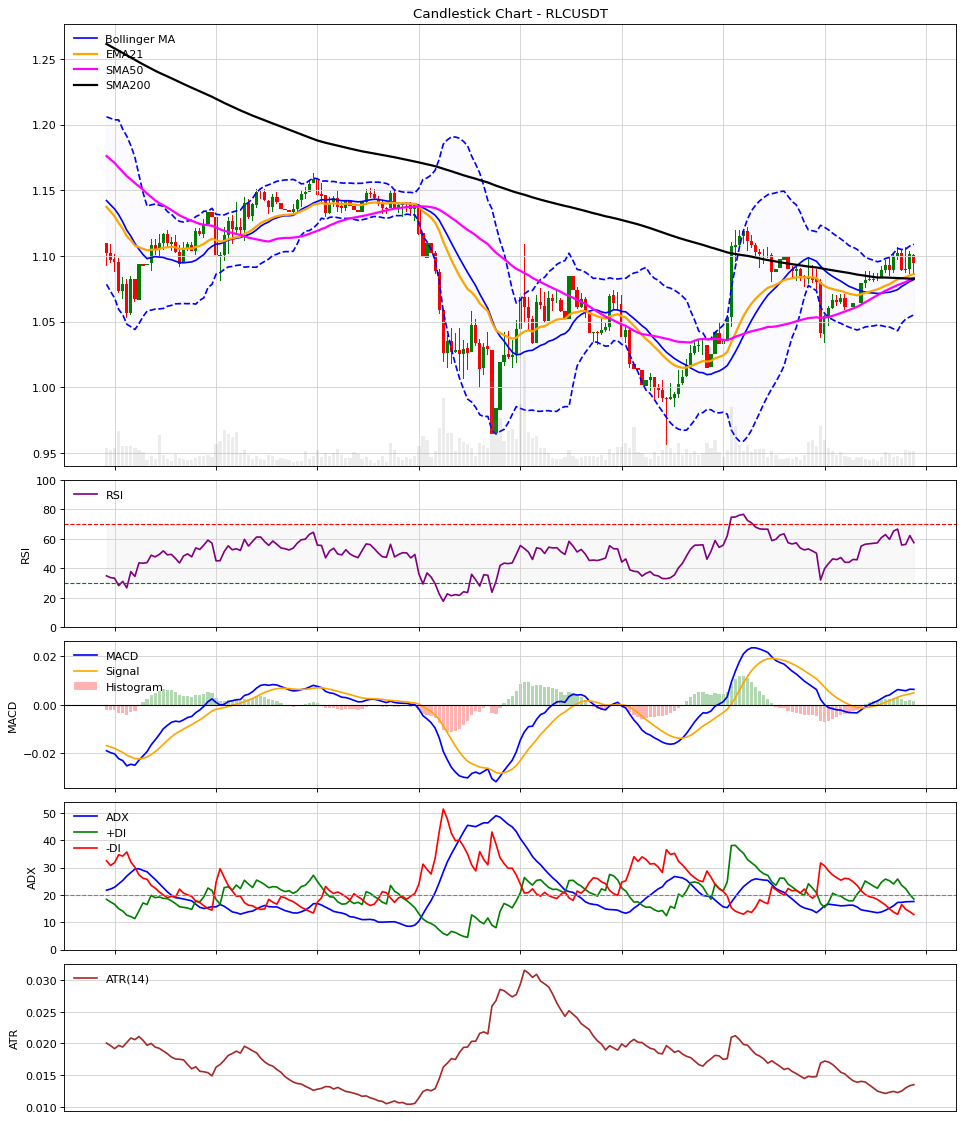 Candlestick Chart - RLCUSDT
Bollinger MA
EMA21
SMA50
SMA200
1.25
1.20
1.15
1.10
1.05
1.00
0.95
RSI
RSI
100
80
60
40
20
0
MACD
MACD
Signal
Histogram
0.02
0.00
−0.02
ADX
ADX
+DI
-DI
50
40
30
20
10
0
ATR
ATR(14)
0.030
0.025
0.020
0.015
0.010